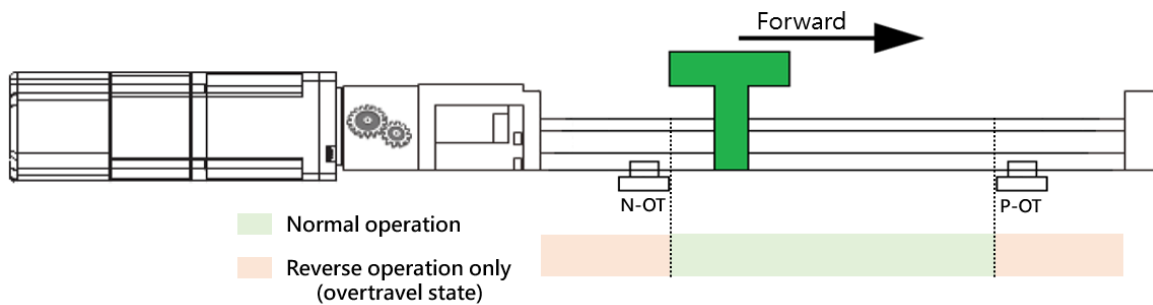 Forward
N-OT
P-OT
Normal operation
Reverse operation only
(overtravel state)